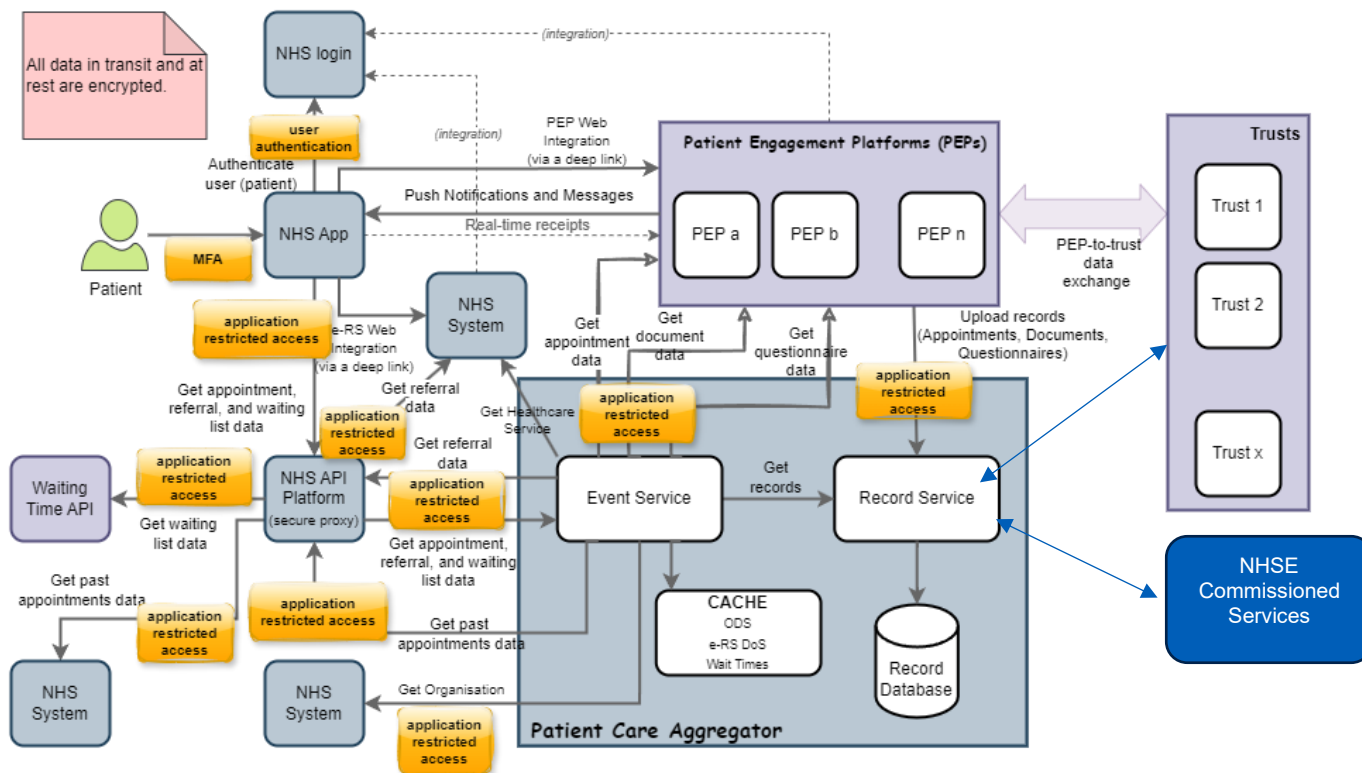 All data in transit and at
rest are encrypted.
NHS login
(integration)
user
authentication
Authenticate
user (patient)
(integration)
PEP Web
Integration
(via a deep link)
Patient Engagement Platforms (PEPs)
PEP a
PEP b
PEP n
Trusts
Trust 1
Trust 2
Trust x
PEP-to-trust
data
exchange
Push Notifications and Messages
Real-time receipts
NHS App
MFA
Patient
NHS
System
application
restricted access
e-RS Web
Integration
(via a deep link)
Get appointment,
referral, and waiting
list data
Get referral
data
application
restricted
access
Get Healthcare
Service
Get
appointment
data
Get
document
data
Get
questionnaire
data
Upload records
(Appointments, Documents,
Questionnaires)
application
restricted
access
application
restricted
access
Waiting
Time API
application
restricted
access
Get waiting
list data
NHS API
Platform
(secure proxy)
Get referral
data
application
restricted
access
Get appointment,
referral, and waiting
list data
Event Service
Get
records
Record Service
NHSE
Commissioned
Services
Get past
appointments data
application
restricted
access
application
restricted access
Get past
appointments data
CACHE
ODS
e-RS DoS
Wait Times
Record
Database
NHS
System
NHS
System
Get Organisation
application
restricted
access
Patient Care Aggregator